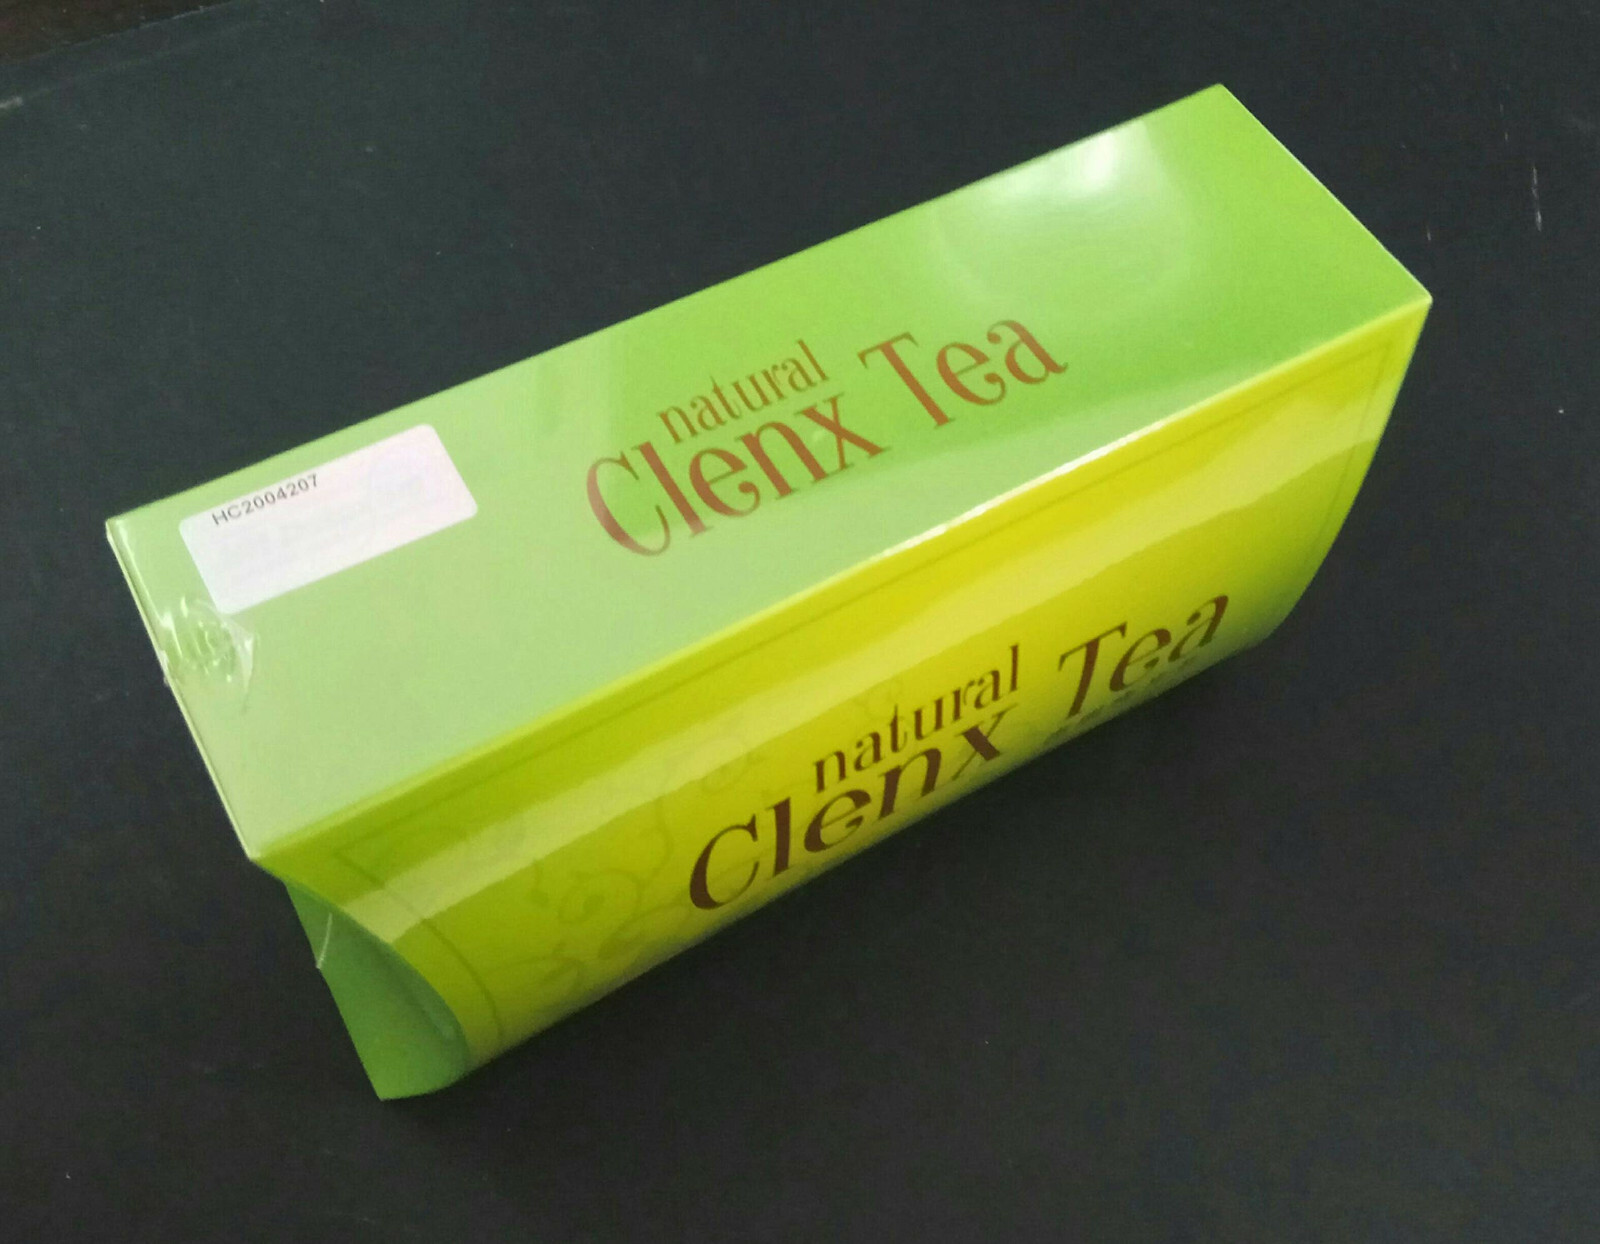 HC2004207
natural
Clenx Tea
natural
Clenx Tea